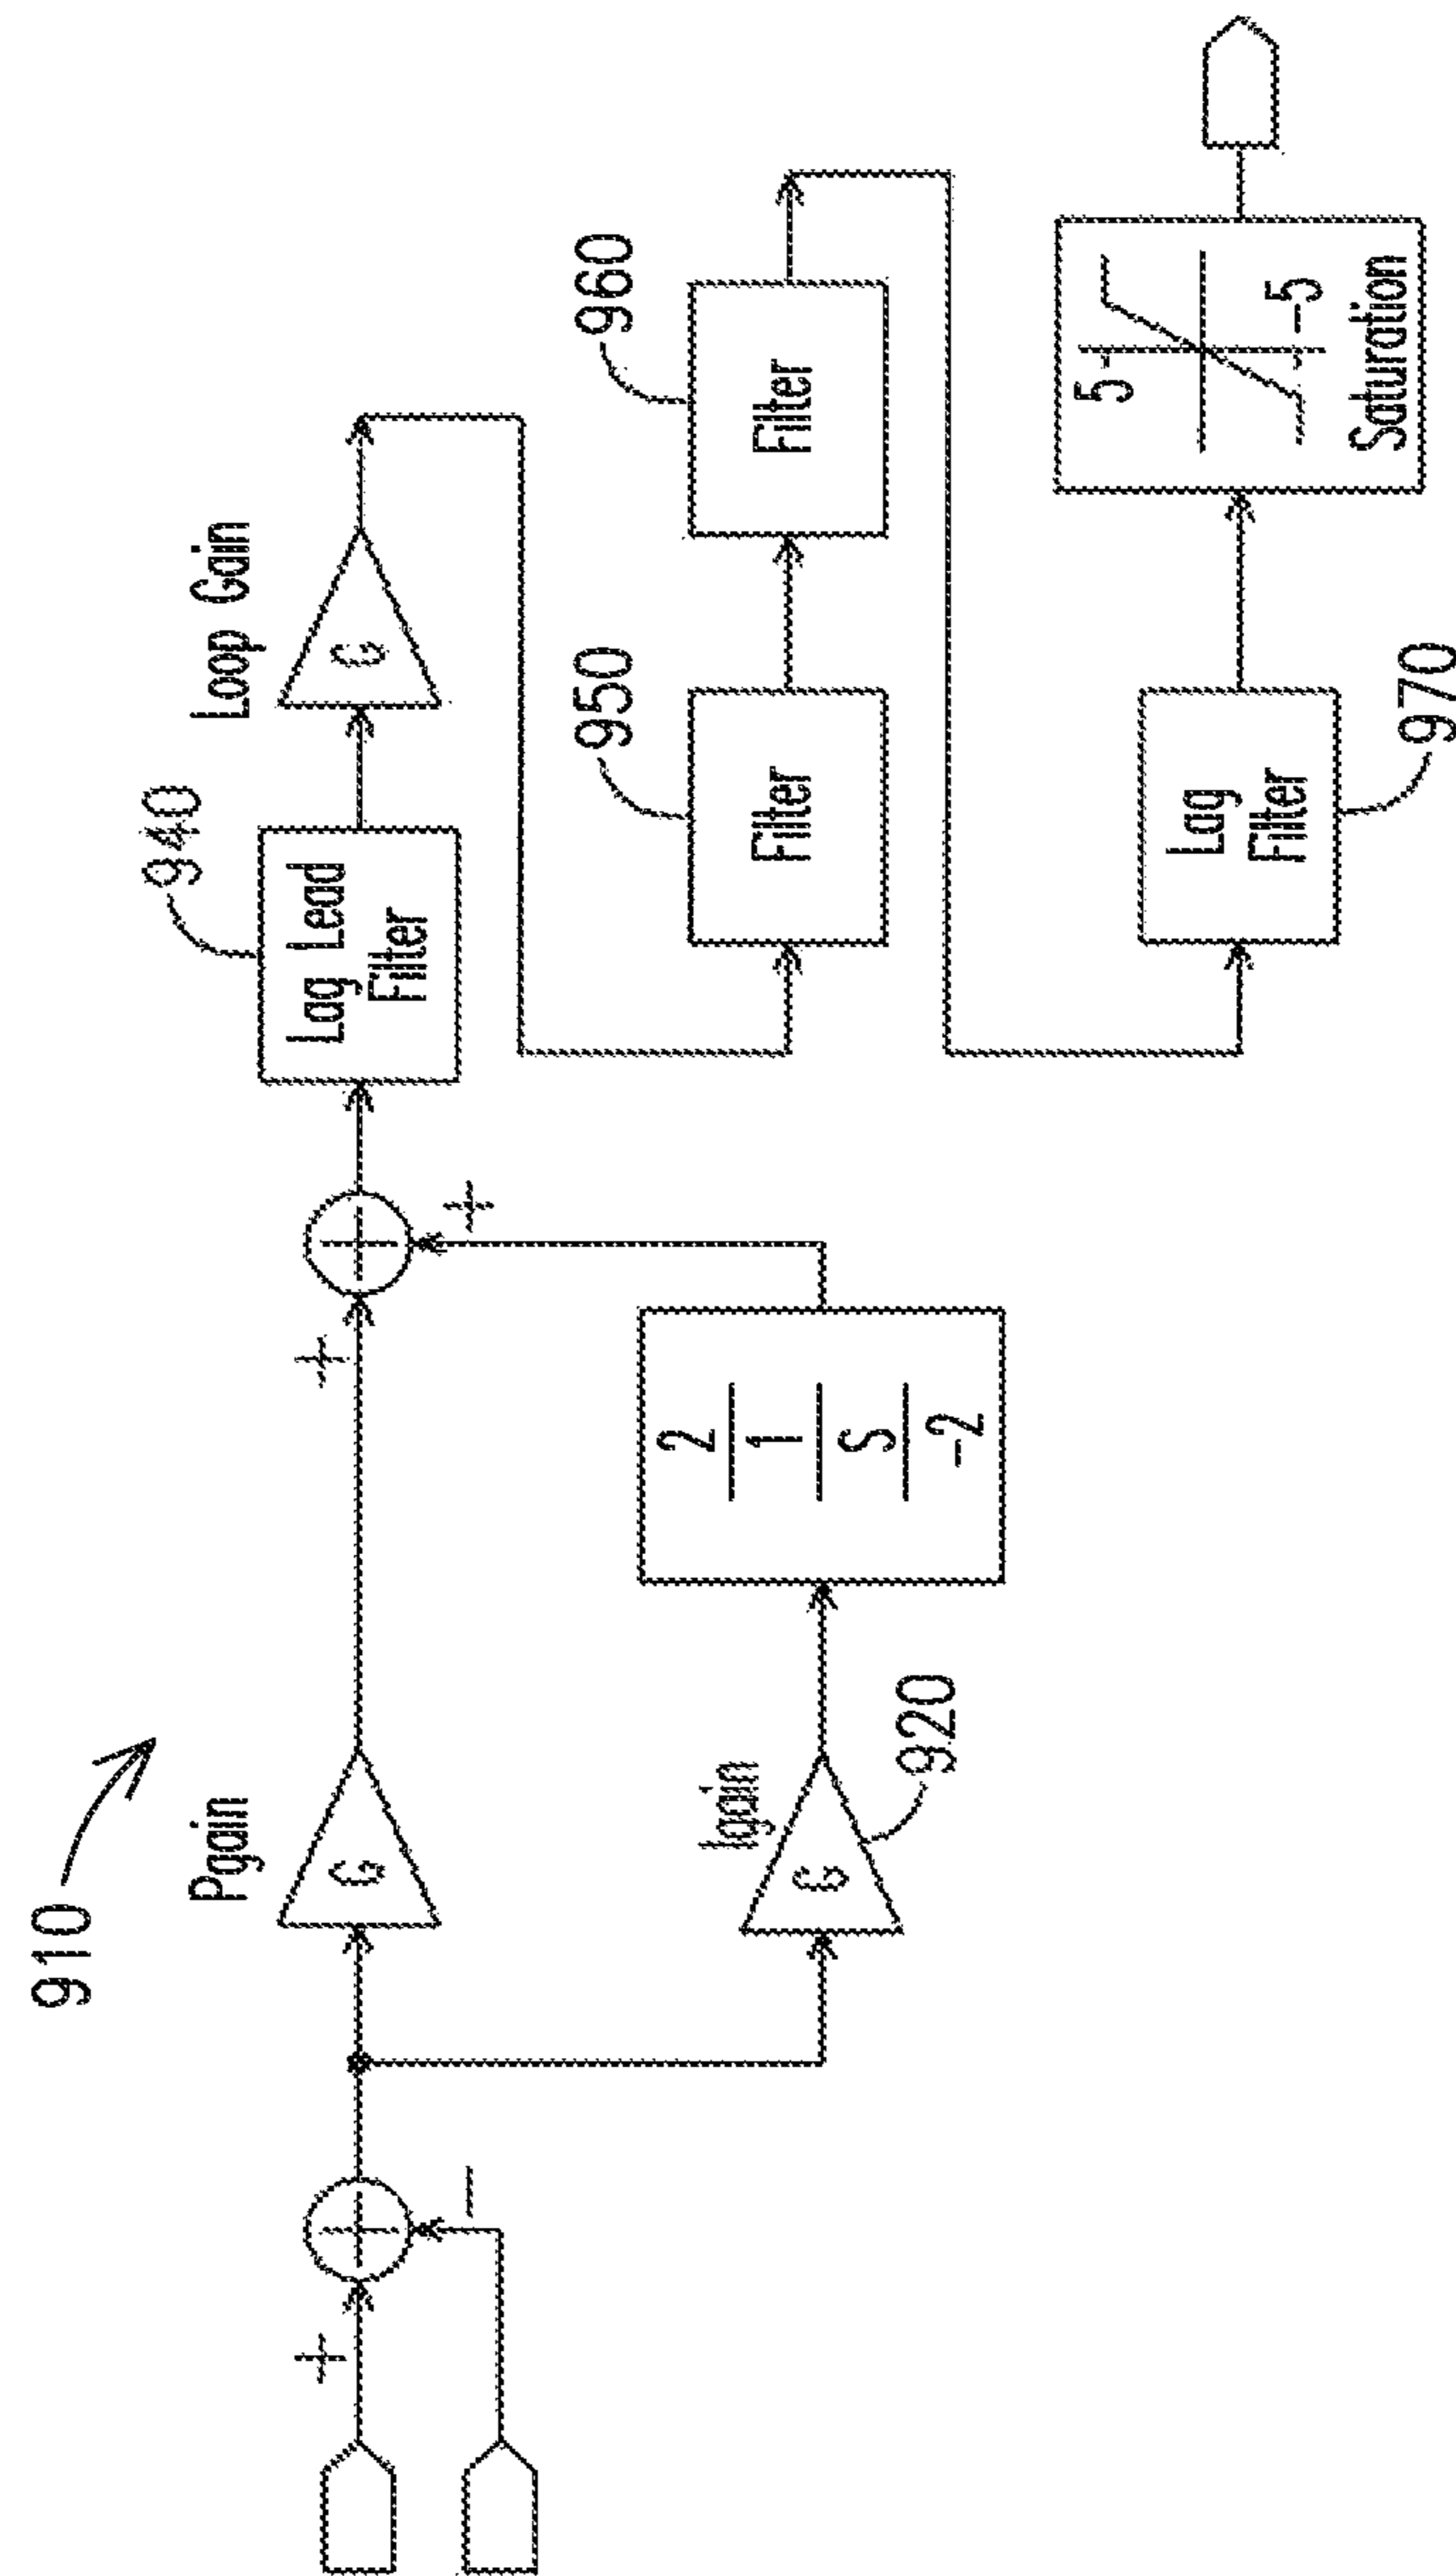 910
Pgain
G
Igain
G
920
+
−
+
+
2
1
S
-2
940
Lag Lead
Filter
Loop Gain
G
950
Filter
960
Filter
Lag
Filter
970
5
-5
Saturation